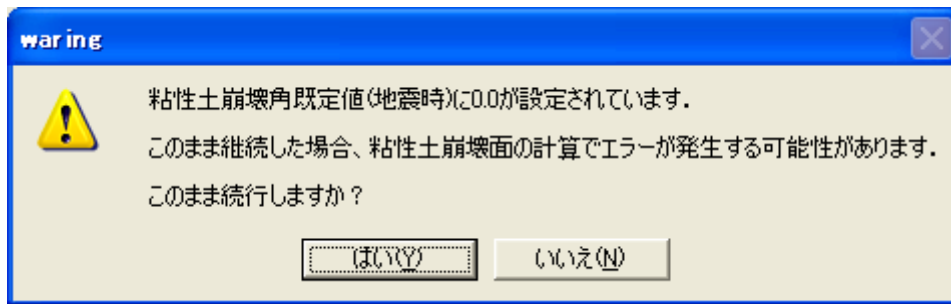 waring
粘性土崩壊角既定値(地震時)に0.0が設定されています．
このまま継続した場合、粘性土崩壊面の計算でエラーが発生する可能性があります．
このまま続行しますか？
はい(Y)
いいえ(N)